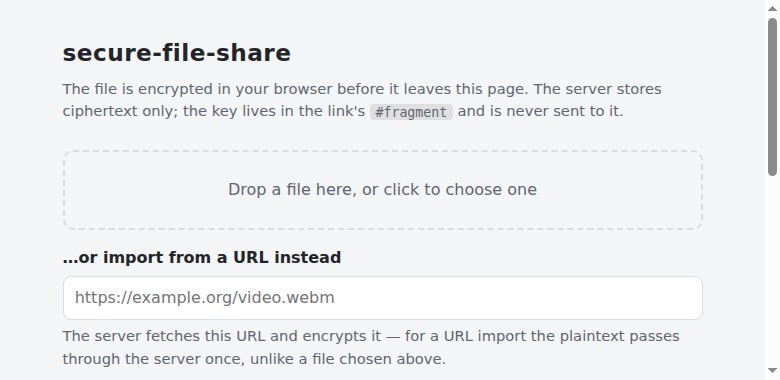 secure-file-share
The file is encrypted in your browser before it leaves this page. The server stores
ciphertext only; the key lives in the link's #fragment and is never sent to it.
Drop a file here, or click to choose one
…or import from a URL instead
https://example.org/video.webm
The server fetches this URL and encrypts it — for a URL import the plaintext passes
through the server once, unlike a file chosen above.